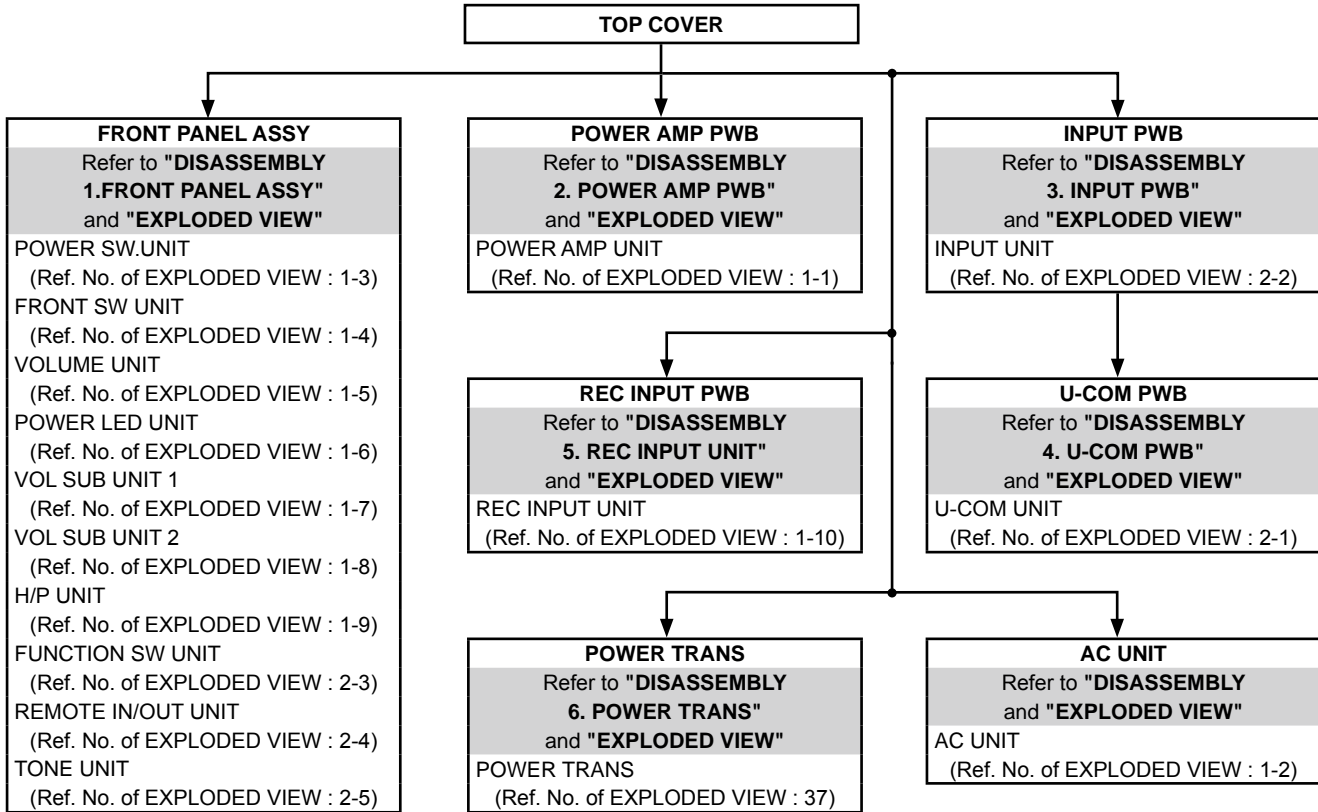 TOP COVER
FRONT PANEL ASSY
Refer to "DISASSEMBLY
1.FRONT PANEL ASSY"
and "EXPLODED VIEW"
POWER SW.UNIT
(Ref. No. of EXPLODED VIEW : 1-3)
FRONT SW UNIT
(Ref. No. of EXPLODED VIEW : 1-4)
VOLUME UNIT
(Ref. No. of EXPLODED VIEW : 1-5)
POWER LED UNIT
(Ref. No. of EXPLODED VIEW : 1-6)
VOL SUB UNIT 1
(Ref. No. of EXPLODED VIEW : 1-7)
VOL SUB UNIT 2
(Ref. No. of EXPLODED VIEW : 1-8)
H/P UNIT
(Ref. No. of EXPLODED VIEW : 1-9)
FUNCTION SW UNIT
(Ref. No. of EXPLODED VIEW : 2-3)
REMOTE IN/OUT UNIT
(Ref. No. of EXPLODED VIEW : 2-4)
TONE UNIT
(Ref. No. of EXPLODED VIEW : 2-5)
POWER AMP PWB
Refer to "DISASSEMBLY
2. POWER AMP PWB"
and "EXPLODED VIEW"
POWER AMP UNIT
(Ref. No. of EXPLODED VIEW : 1-1)
INPUT PWB
Refer to "DISASSEMBLY
3. INPUT PWB"
and "EXPLODED VIEW"
INPUT UNIT
(Ref. No. of EXPLODED VIEW : 2-2)
REC INPUT PWB
Refer to "DISASSEMBLY
5. REC INPUT UNIT"
and "EXPLODED VIEW"
REC INPUT UNIT
(Ref. No. of EXPLODED VIEW : 1-10)
U-COM PWB
Refer to "DISASSEMBLY
4. U-COM PWB"
and "EXPLODED VIEW"
U-COM UNIT
(Ref. No. of EXPLODED VIEW : 2-1)
POWER TRANS
Refer to "DISASSEMBLY
6. POWER TRANS"
and "EXPLODED VIEW"
POWER TRANS
(Ref. No. of EXPLODED VIEW : 37)
AC UNIT
Refer to "DISASSEMBLY
and "EXPLODED VIEW"
AC UNIT
(Ref. No. of EXPLODED VIEW : 1-2)